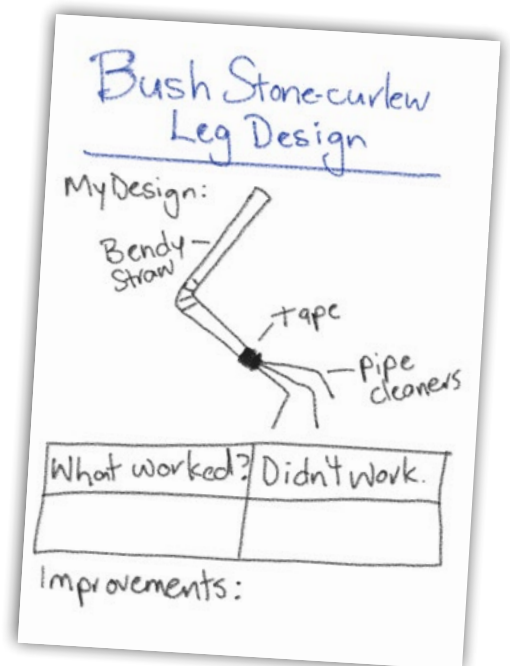 Bush Stone-curlew
Leg Design
My Design:
Bendy
Straw
Tape
Pipe
cleaners
What worked? Didn't work.
Improvements: